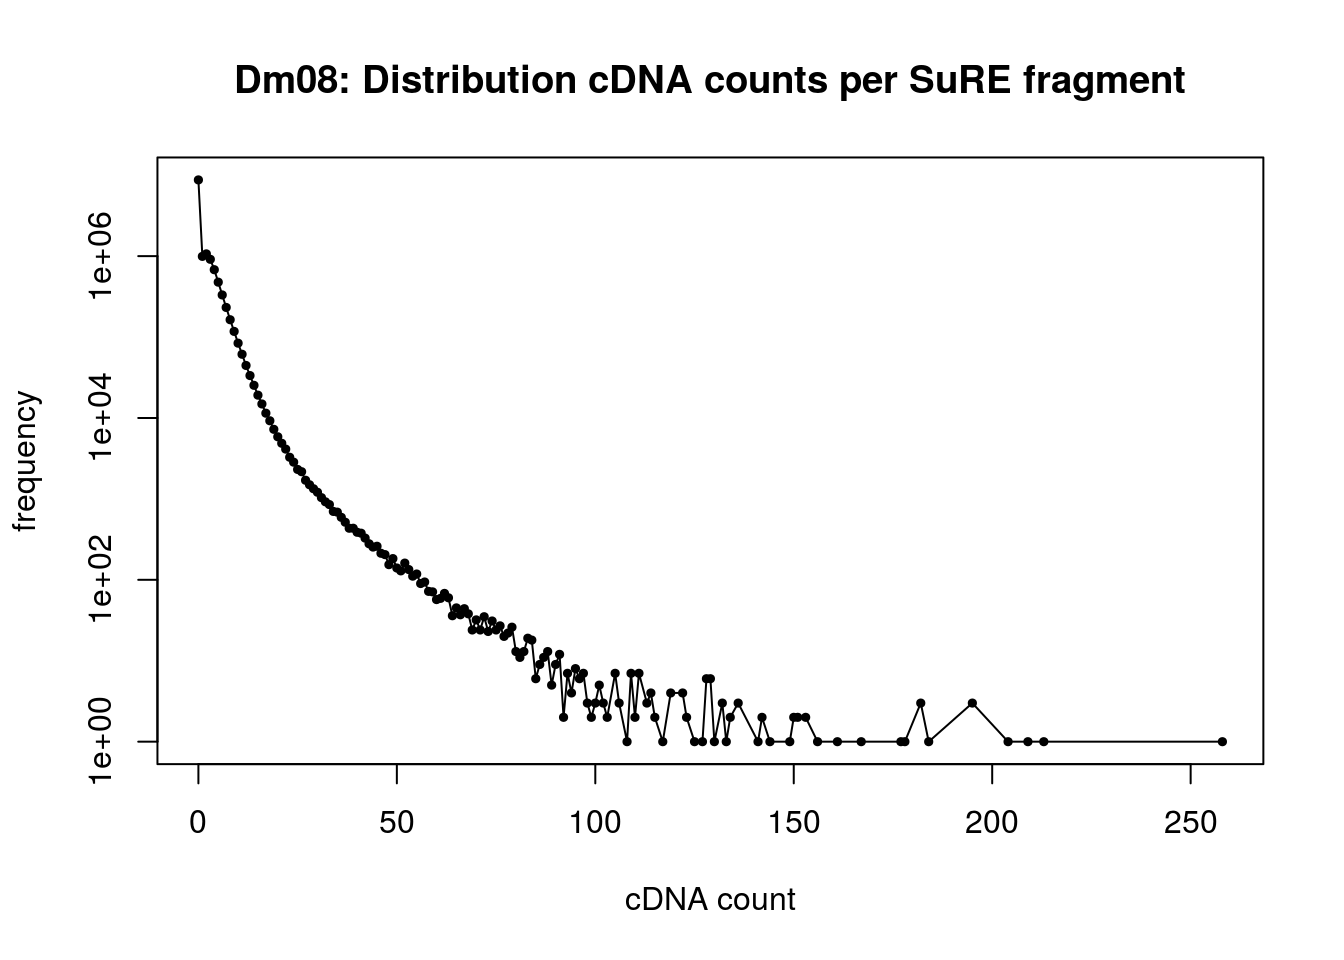 Dm08: Distribution cDNA counts per SuRE fragment
frequency
1e+06
1e+04
1e+02
1e+00
0 50 100 150 200 250
cDNA count